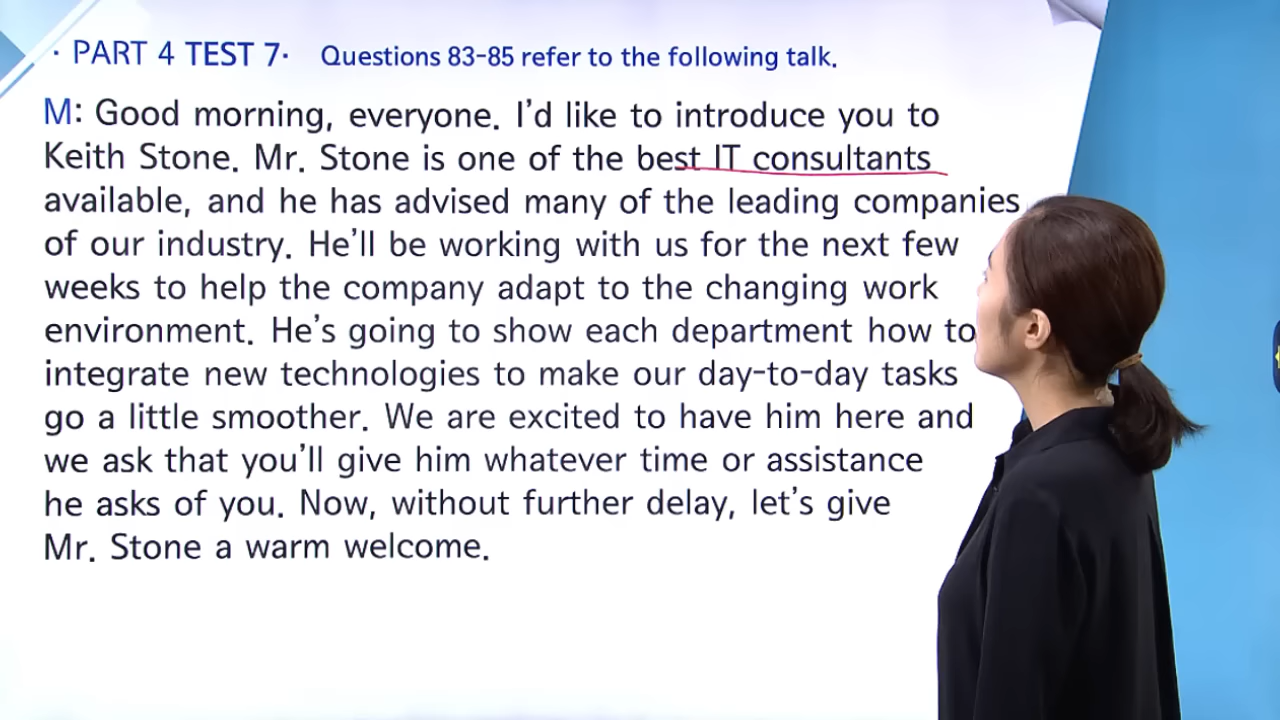 · PART 4 TEST 7· Questions 83-85 refer to the following talk.
M: Good morning, everyone. I'd like to introduce you to
Keith Stone. Mr. Stone is one of the best IT consultants
available, and he has advised many of the leading companies
of our industry. He'll be working with us for the next few
weeks to help the company adapt to the changing work
environment. He's going to show each department how to
integrate new technologies to make our day-to-day tasks
go a little smoother. We are excited to have him here and
we ask that you'll give him whatever time or assistance
he asks of you. Now, without further delay, let's give
Mr. Stone a warm welcome.